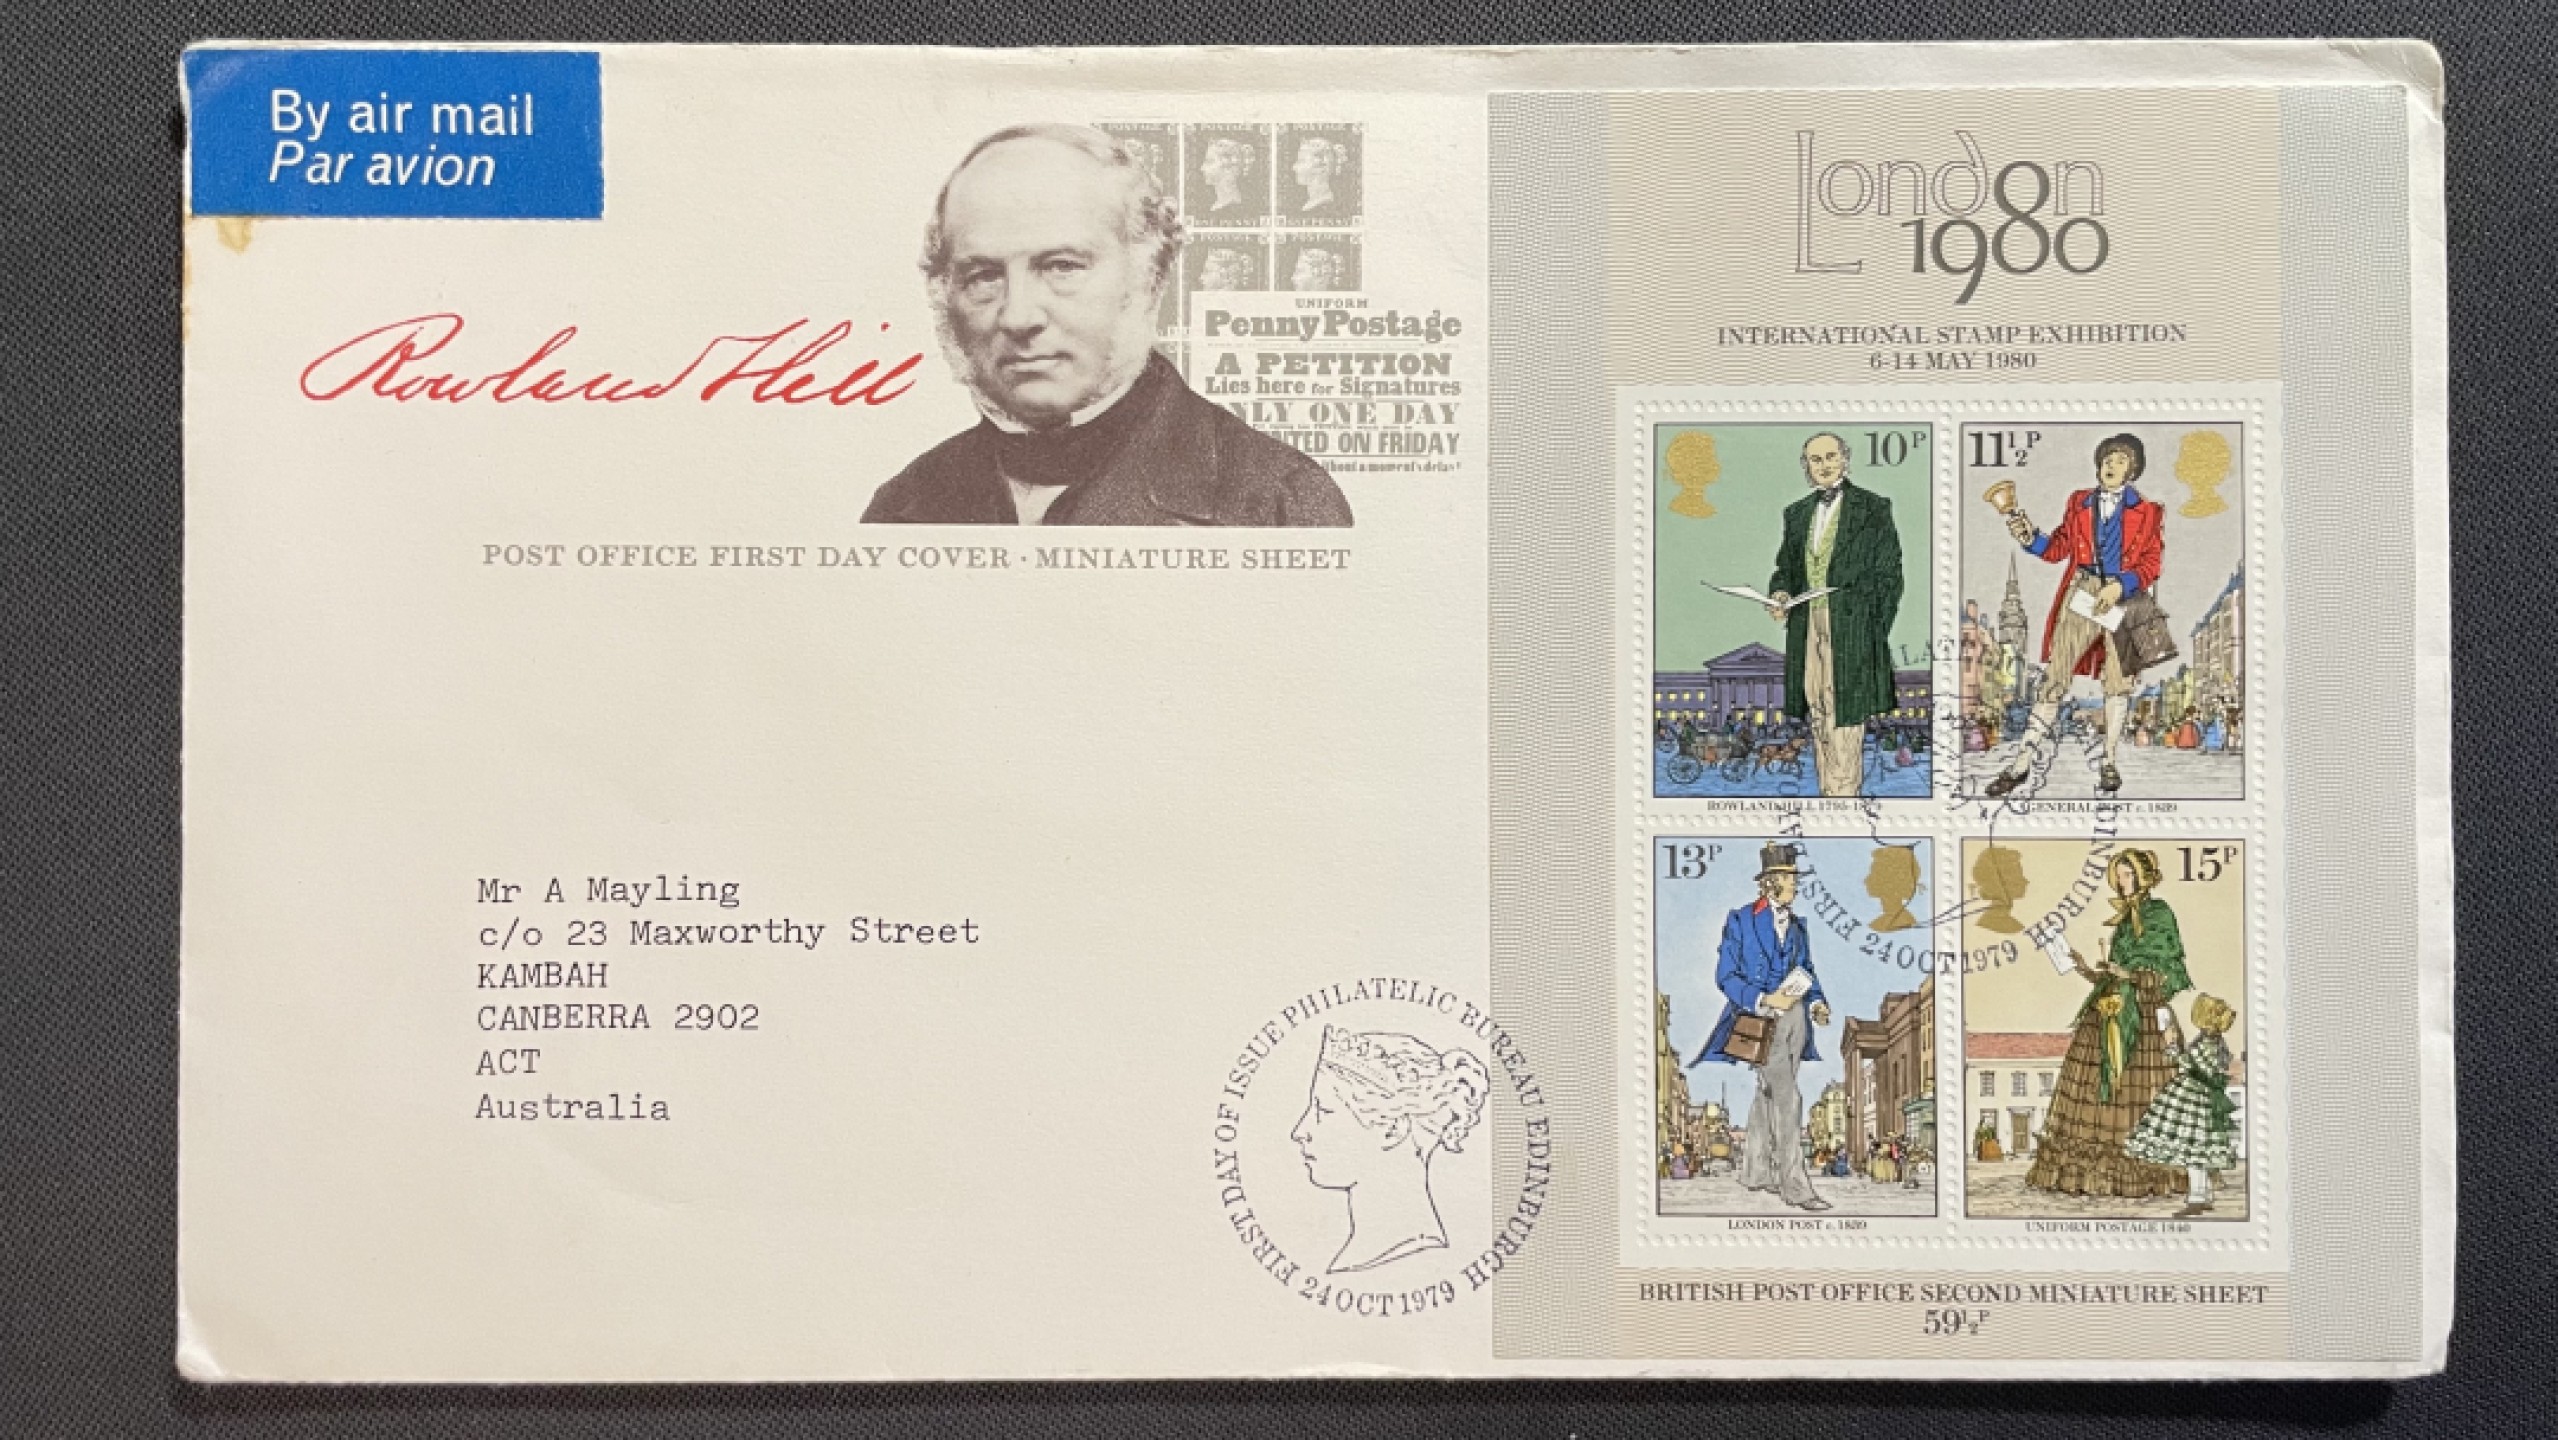 By air mail
Par avion
Rowland Hill
POSTAGE
POSTAGE
UNIFORM
Penny Postage
A PETITION
Lies here for Signatures
ONE DAY
ON FRIDAY
POST OFFICE FIRST DAY COVER · MINIATURE SHEET
Mr A Mayling
c/o 23 Maxworthy Street
KAMBAH
CANBERRA 2902
ACT
Australia
FIRST DAY OF ISSUE PHILATELIC BUREAU EDINBURGH
24 OCT 1979
London
1980
INTERNATIONAL STAMP EXHIBITION
6-14 MAY 1980
10P
11½P
ROWLAND HILL 1795-1879
GENERAL POST c. 1839
13P
15P
FIRST
EDINBURGH
24 OCT 1979
LONDON POST c. 1839
UNIFORM POSTAGE 1840
BRITISH POST OFFICE SECOND MINIATURE SHEET
59½P